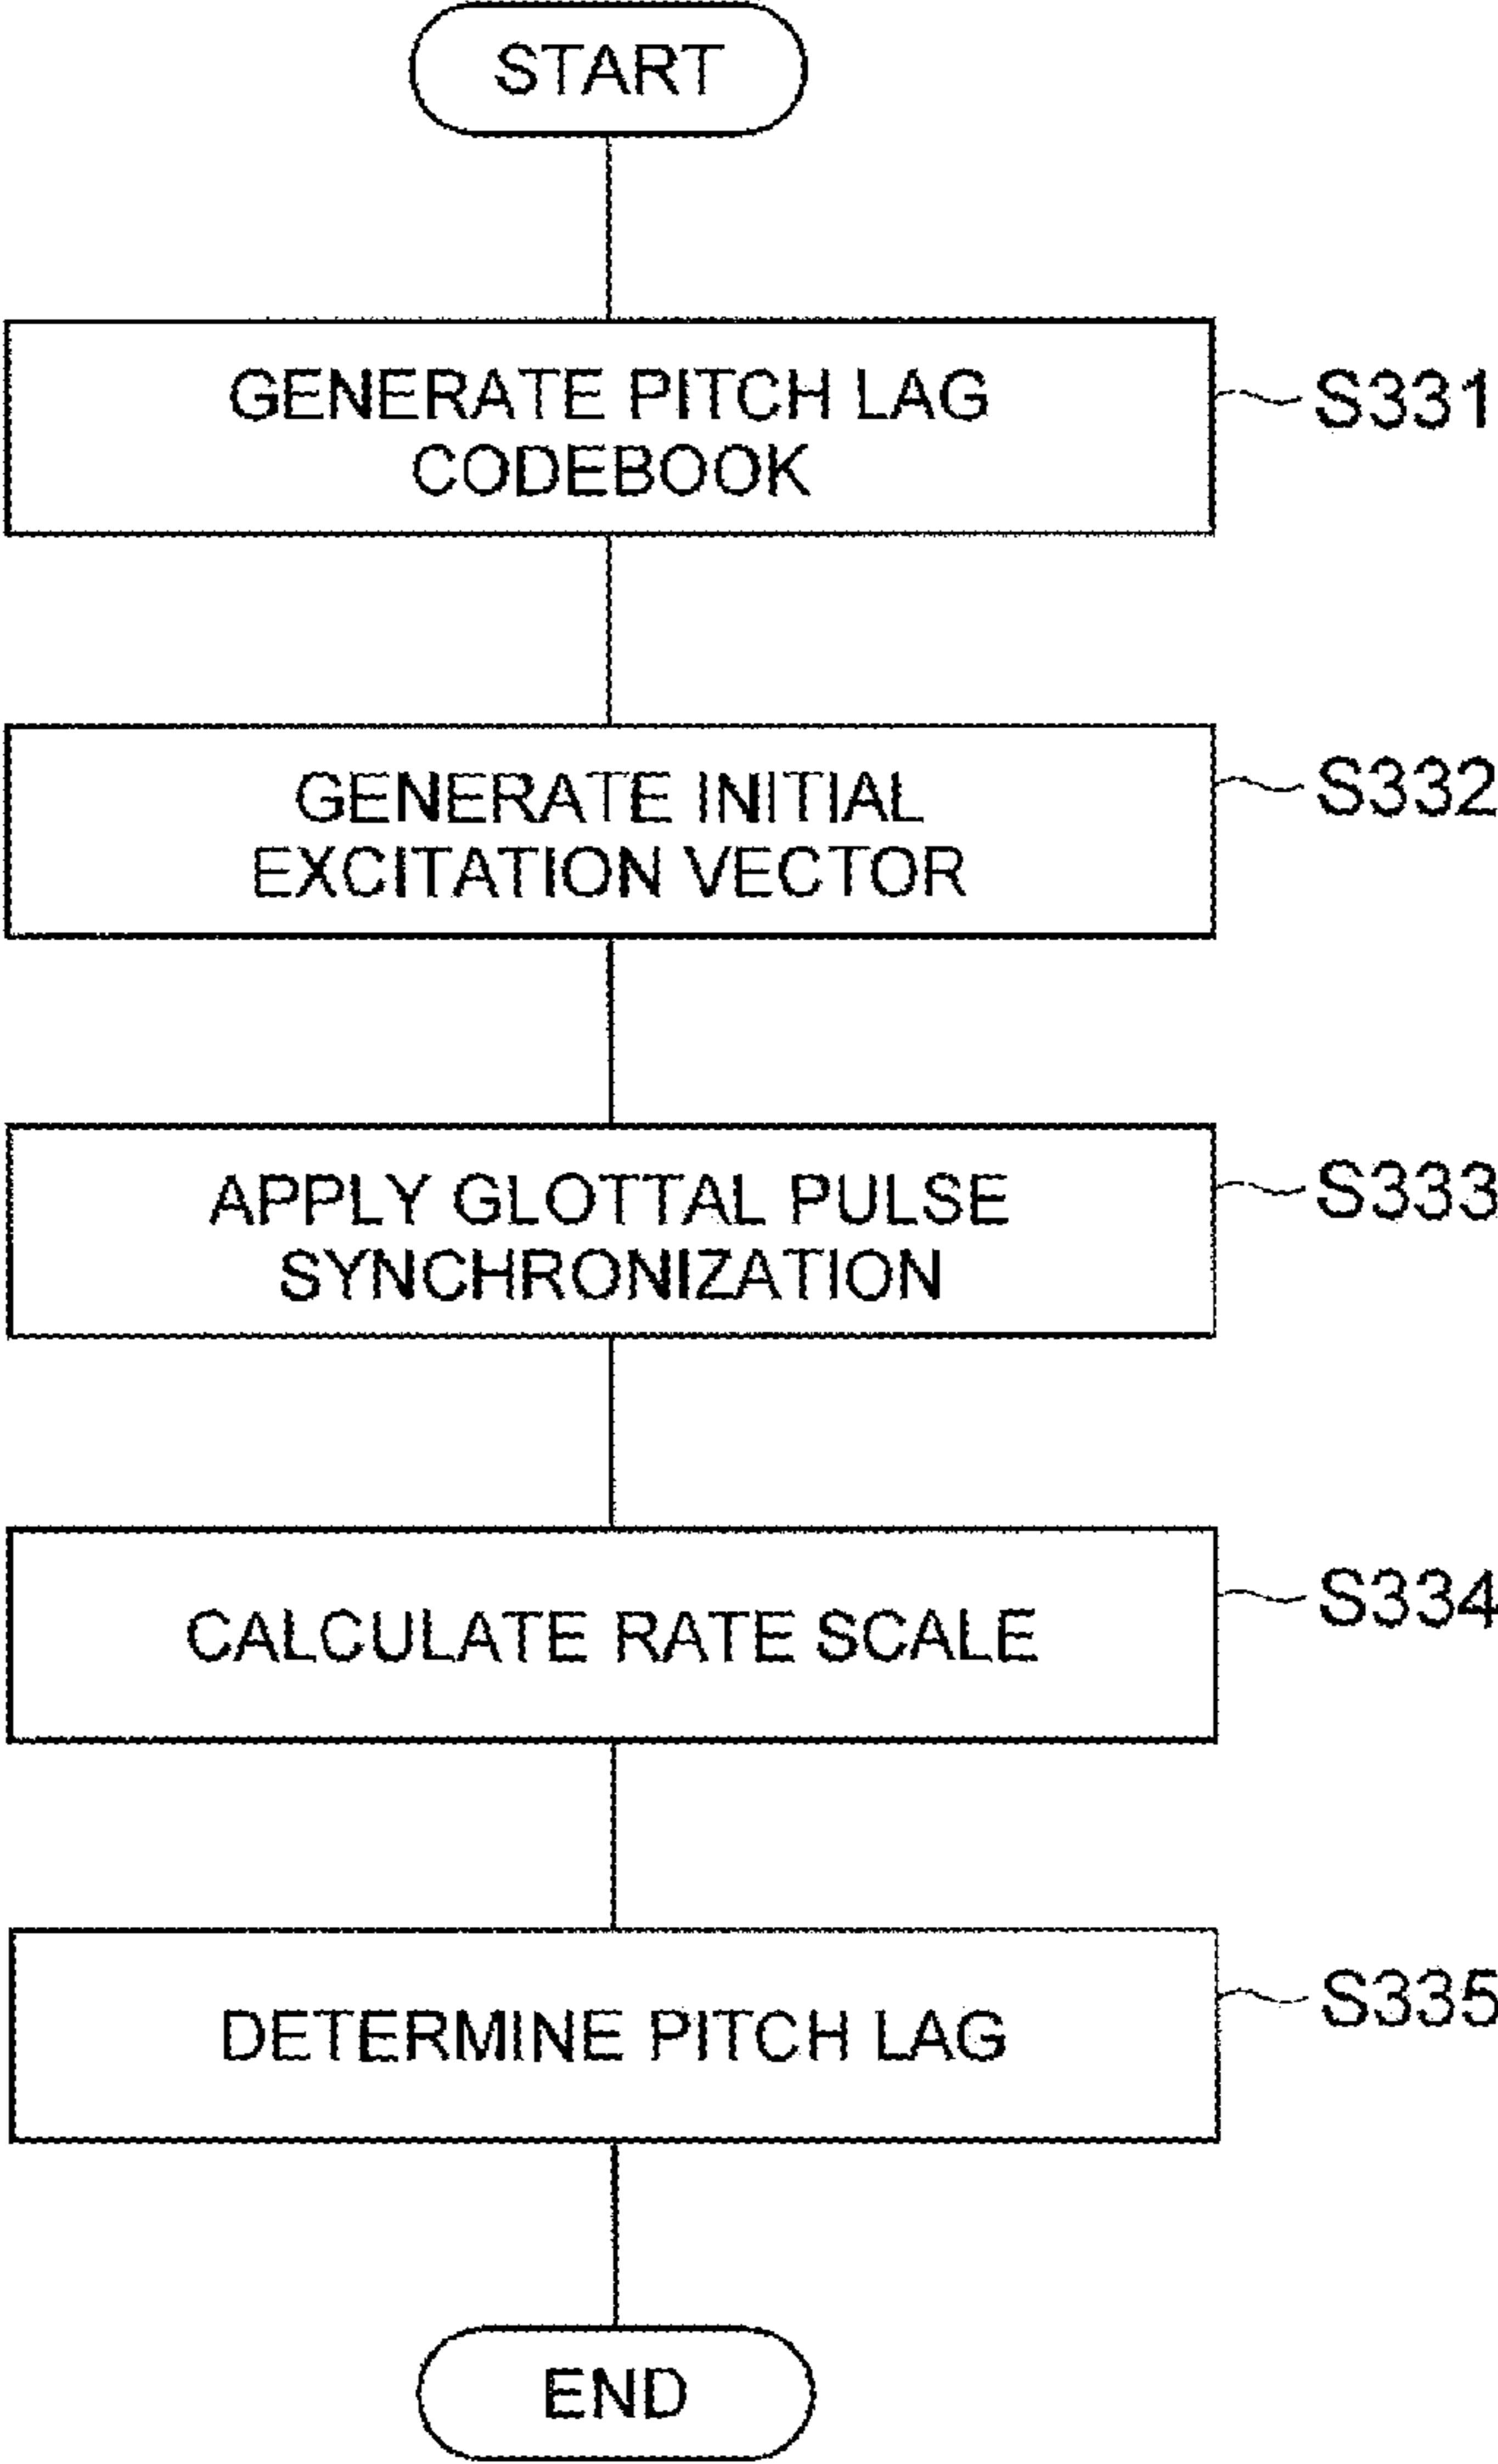 START
GENERATE PITCH LAG
CODEBOOK
S331
GENERATE INITIAL
EXCITATION VECTOR
S332
APPLY GLOTTAL PULSE
SYNCHRONIZATION
S333
CALCULATE RATE SCALE
S334
DETERMINE PITCH LAG
S335
END